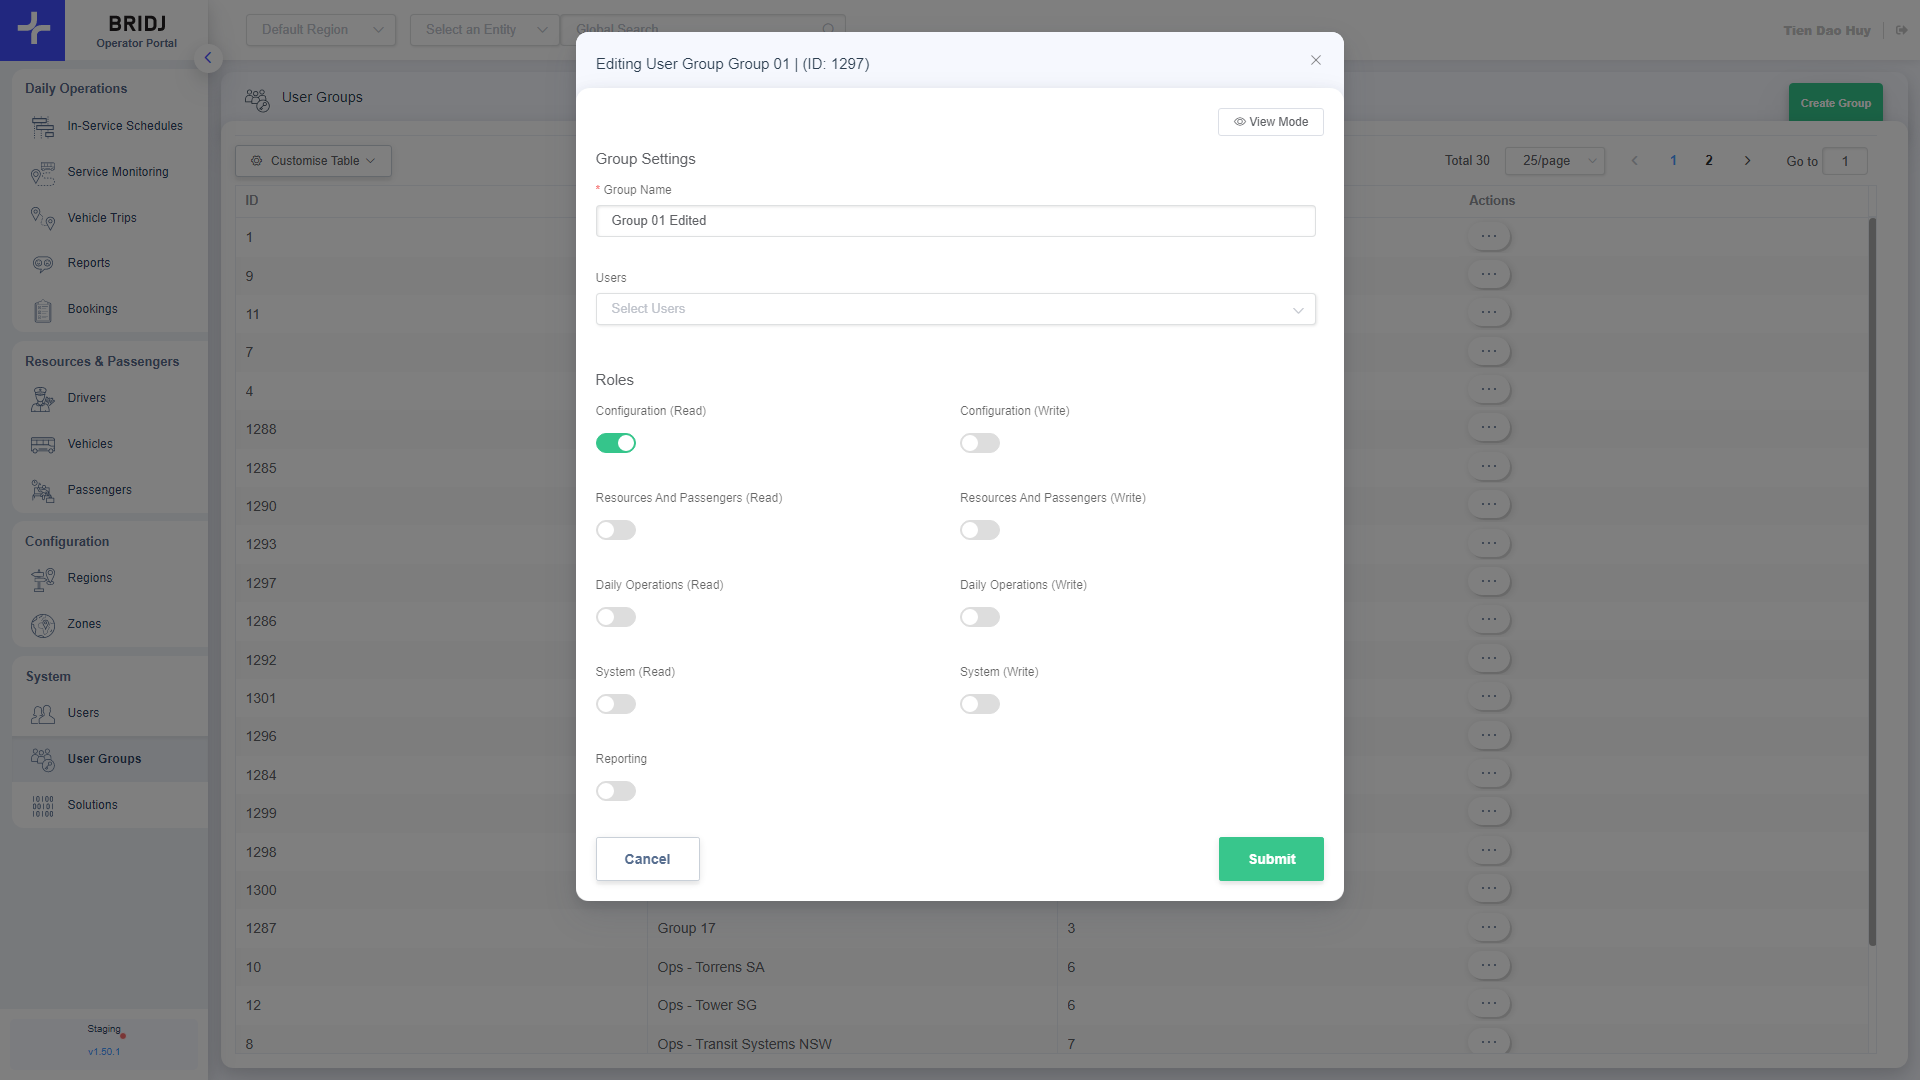 BRIDJ
Operator Portal
Default Region
Select an Entity
Global Search
Tien Dao Huy
Daily Operations
In-Service Schedules
Service Monitoring
Vehicle Trips
Reports
Bookings
Resources & Passengers
Drivers
Vehicles
Passengers
Configuration
Regions
Zones
System
Users
User Groups
10100
00101
10100
Solutions
Staging
v1.50.1
User Groups
Create Group
Customise Table
Total 30
25/page
1
2
Go to
1
ID
Actions
1
9
11
7
4
1288
1285
1290
1293
1297
1286
1292
1301
1296
1284
1299
1298
1300
1287 Group 17 3
10 Ops - Torrens SA 6
12 Ops - Tower SG 6
8 Ops - Transit Systems NSW 7
Editing User Group Group 01 | (ID: 1297)
View Mode
Group Settings
* Group Name
Group 01 Edited
Users
Select Users
Roles
Configuration (Read)
Configuration (Write)
Resources And Passengers (Read)
Resources And Passengers (Write)
Daily Operations (Read)
Daily Operations (Write)
System (Read)
System (Write)
Reporting
Cancel
Submit